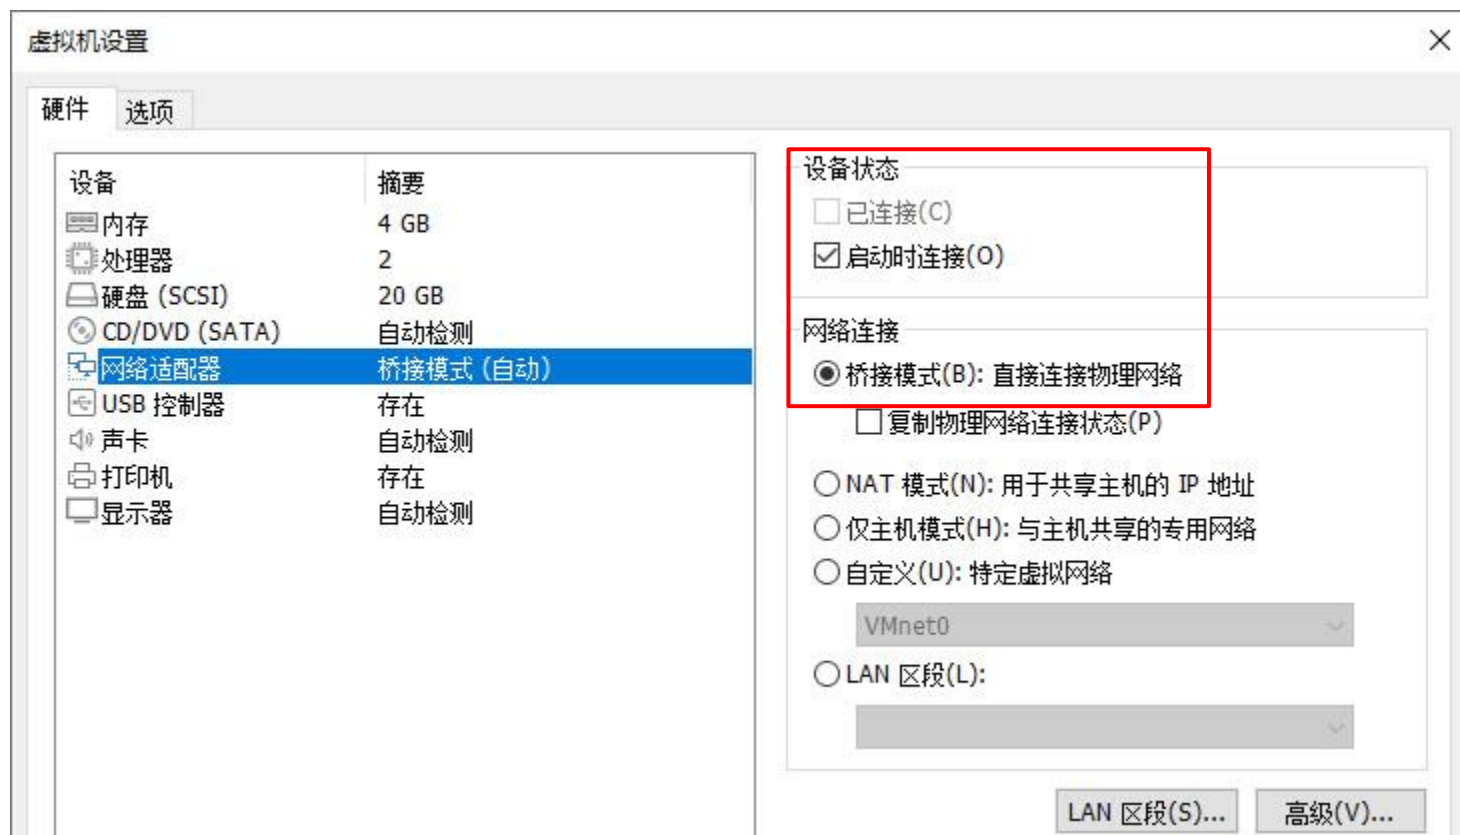 虚拟机设置
硬件 选项
设备 摘要
内存 4 GB
处理器 2
硬盘 (SCSI) 20 GB
CD/DVD (SATA) 自动检测
网络适配器 桥接模式 (自动)
USB 控制器 存在
声卡 自动检测
打印机 存在
显示器 自动检测
设备状态
已连接(C)
启动时连接(O)
网络连接
桥接模式(B): 直接连接物理网络
复制物理网络连接状态(P)
NAT 模式(N): 用于共享主机的 IP 地址
仅主机模式(H): 与主机共享的专用网络
自定义(U): 特定虚拟网络
VMnet0
LAN 区段(L):
LAN 区段(S)... 高级(V)...